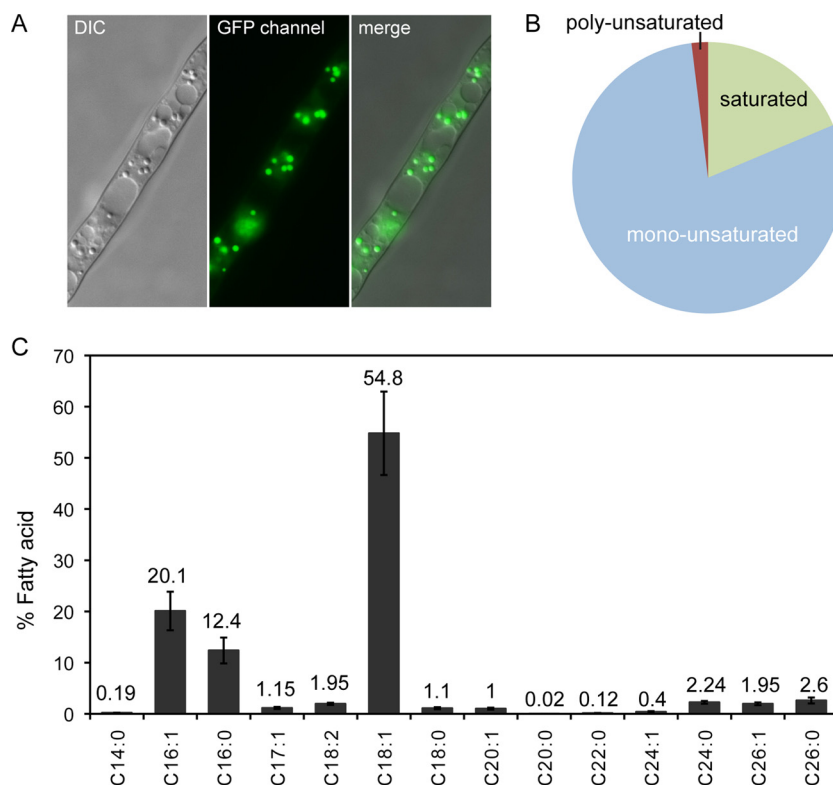 A
DIC
GFP channel
merge
B
poly-unsaturated
saturated
mono-unsaturated
C
% Fatty acid
70
60
50
40
30
20
10
0
0.19
20.1
12.4
1.15
1.95
54.8
1.1
1
0.02
0.12
0.4
2.24
1.95
2.6
C14:0
C16:1
C16:0
C17:1
C18:2
C18:1
C18:0
C20:1
C20:0
C22:0
C24:1
C24:0
C26:1
C26:0